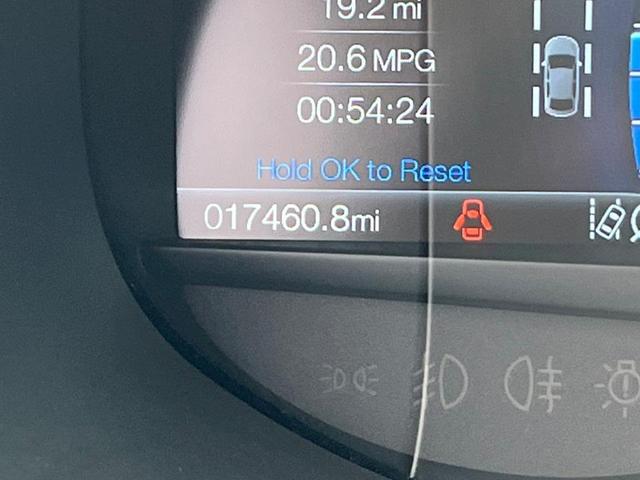 19.2 mi
20.6 MPG
00:54:24
Hold OK to Reset
017460.8mi